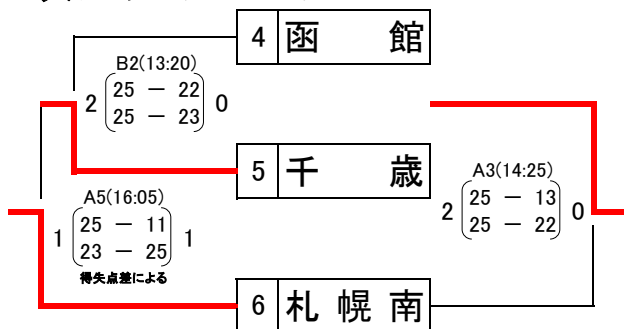 4 函館
B2(13:20)
2 25 － 22 0
25 － 23
5 千歳
A3(14:25)
2 25 － 13 0
25 － 22
A5(16:05)
1 25 － 11 1
23 － 25
得失点差による
6 札幌南